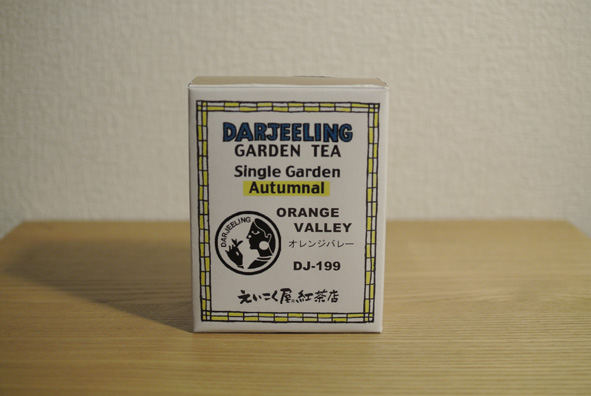 DARJEELING
GARDEN TEA
Single Garden
Autumnal
DARJEELING
ORANGE
VALLEY
オレンジバレー
DJ-199
えいこく屋紅茶店